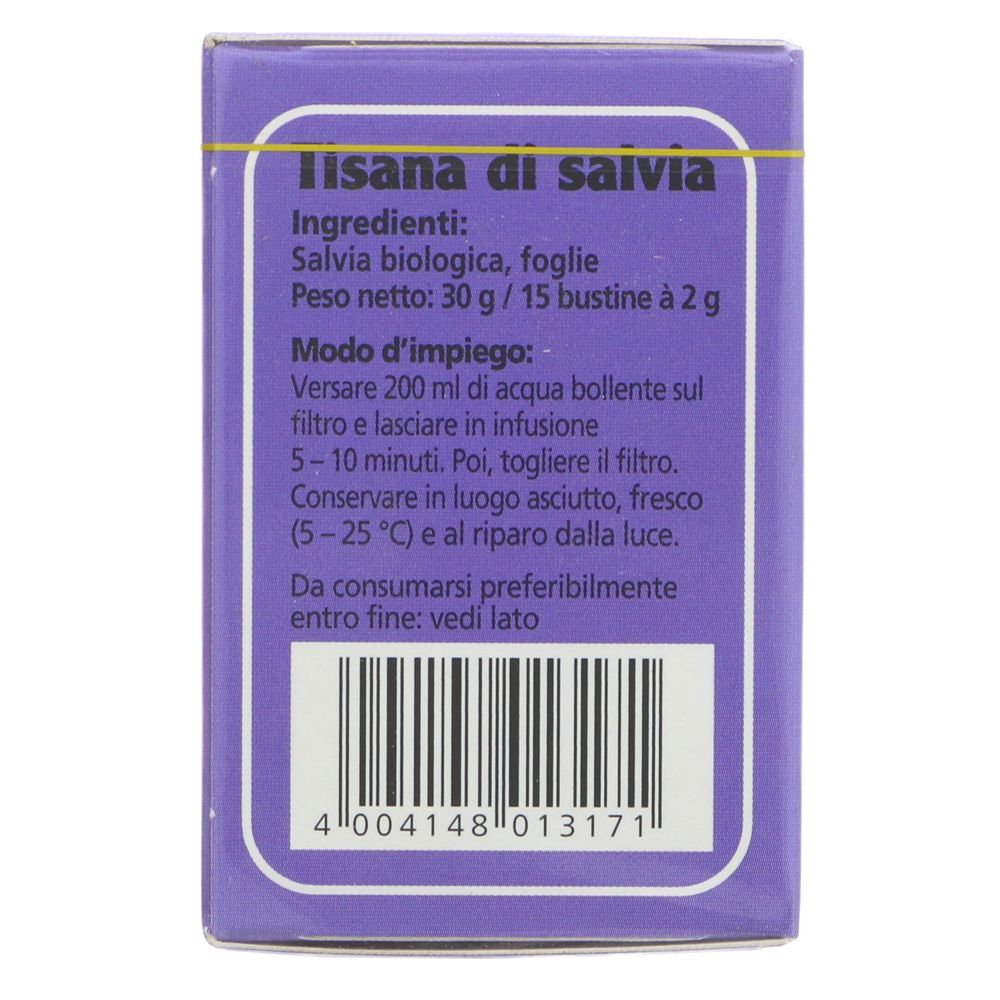 Tisana di salvia
Ingredienti:
Salvia biologica, foglie
Peso netto: 30 g / 15 bustine à 2 g
Modo d’impiego:
Versare 200 ml di acqua bollente sul
filtro e lasciare in infusione
5 – 10 minuti. Poi, togliere il filtro.
Conservare in luogo asciutto, fresco
(5 – 25 °C) e al riparo dalla luce.
Da consumarsi preferibilmente
entro fine: vedi lato
4 004148 013171